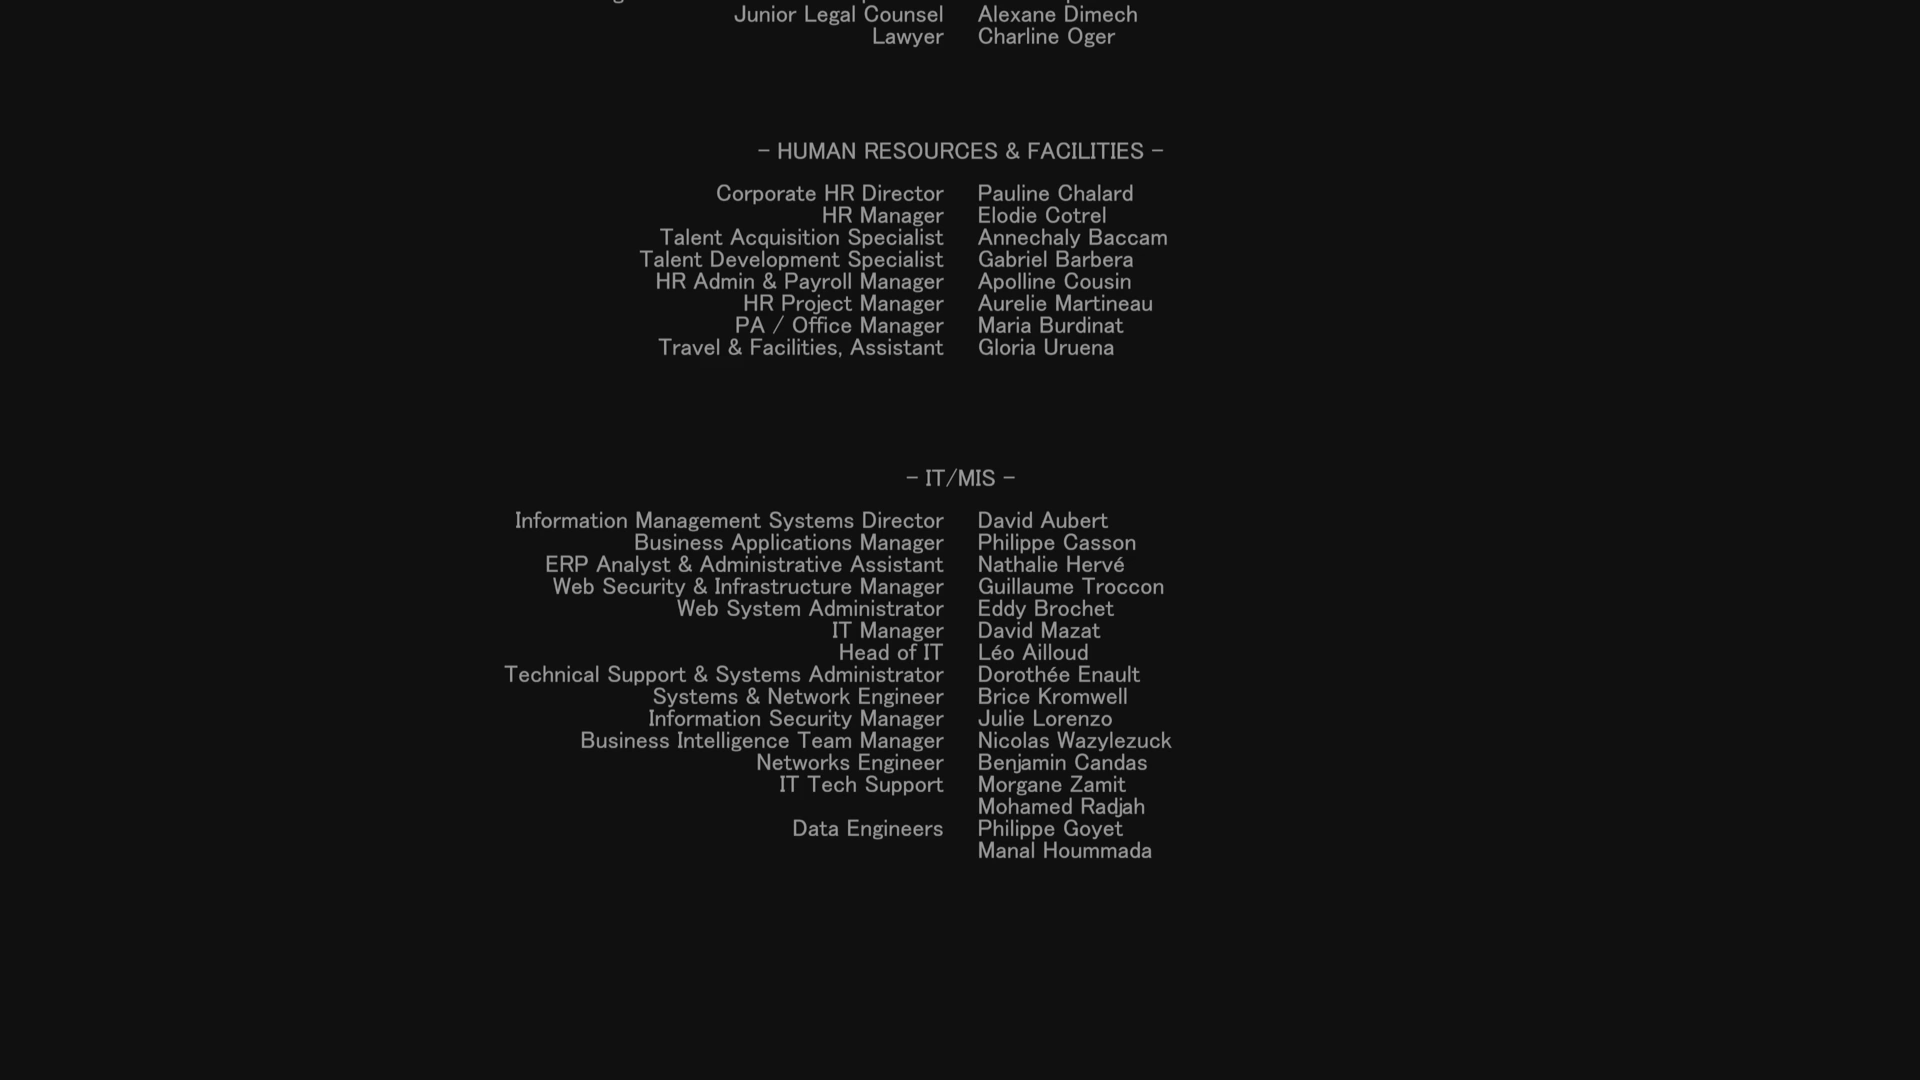 Junior Legal Counsel Alexane Dimech
Lawyer Charline Oger
– HUMAN RESOURCES & FACILITIES –
Corporate HR Director Pauline Chalard
HR Manager Elodie Cotrel
Talent Acquisition Specialist Annechaly Baccam
Talent Development Specialist Gabriel Barbera
HR Admin & Payroll Manager Apolline Cousin
HR Project Manager Aurelie Martineau
PA / Office Manager Maria Burdinat
Travel & Facilities, Assistant Gloria Uruena
– IT/MIS –
Information Management Systems Director David Aubert
Business Applications Manager Philippe Casson
ERP Analyst & Administrative Assistant Nathalie Hervé
Web Security & Infrastructure Manager Guillaume Troccon
Web System Administrator Eddy Brochet
IT Manager David Mazat
Head of IT Léo Ailloud
Technical Support & Systems Administrator Dorothée Enault
Systems & Network Engineer Brice Kromwell
Information Security Manager Julie Lorenzo
Business Intelligence Team Manager Nicolas Wazylezuck
Networks Engineer Benjamin Candas
IT Tech Support Morgane Zamit
Mohamed Radjah
Data Engineers Philippe Goyet
Manal Hoummada